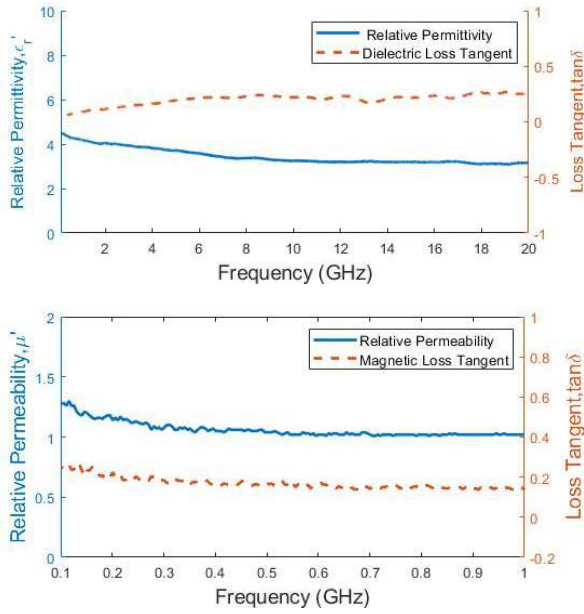 Relative Permittivity,ϵr'
10
8
6
4
2
0
Relative Permittivity
Dielectric Loss Tangent
1
0.5
0
-0.5
-1
Loss Tangent,tanδ
2 4 6 8 10 12 14 16 18 20
Frequency (GHz)
Relative Permeability,μ'
2
1.5
1
0.5
0
Relative Permeability
Magnetic Loss Tangent
1
0.8
0.6
0.4
0.2
0
-0.2
Loss Tangent,tanδ
0.1 0.2 0.3 0.4 0.5 0.6 0.7 0.8 0.9 1
Frequency (GHz)